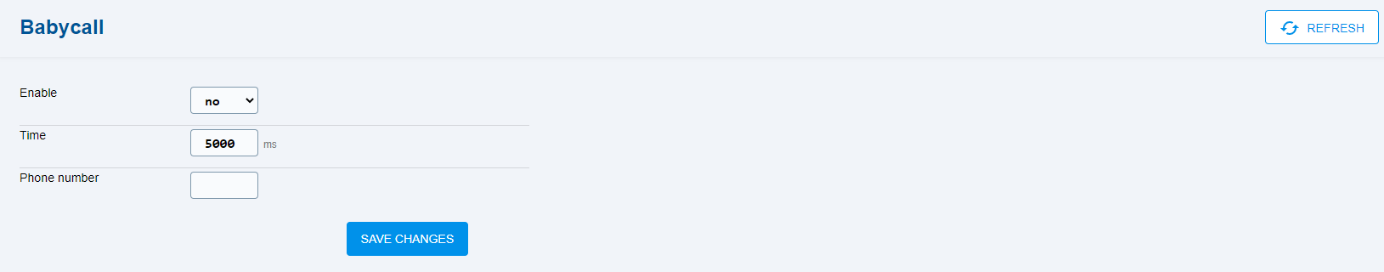 Babycall
REFRESH
Enable
no
Time
5000 ms
Phone number
SAVE CHANGES